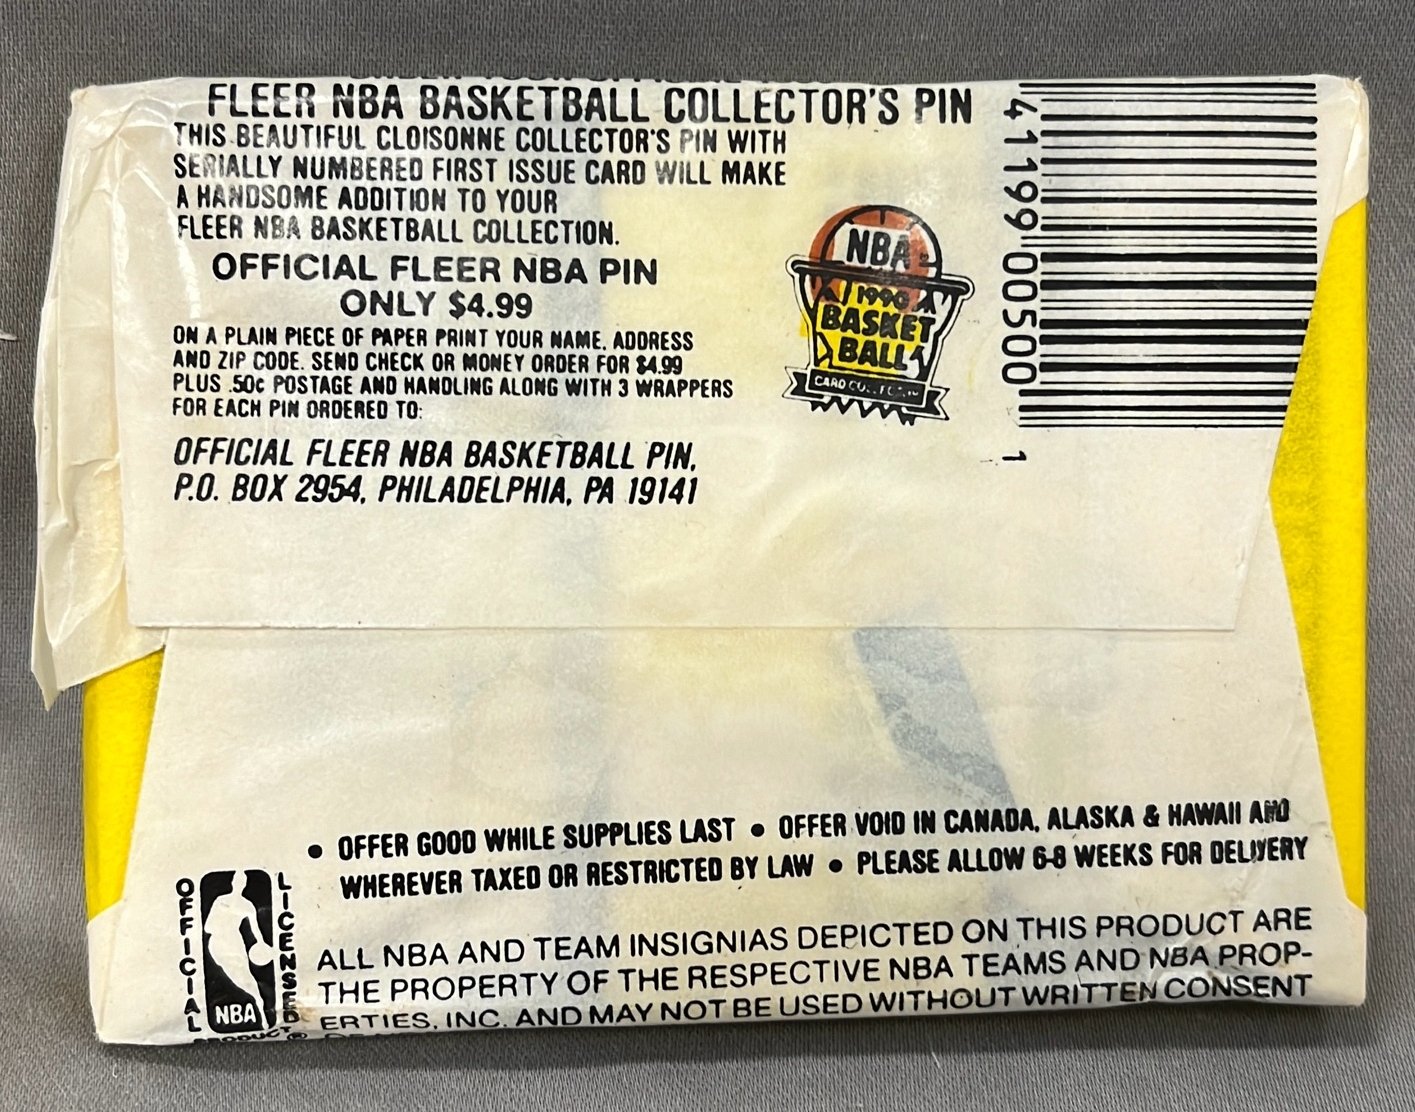 FLEER NBA BASKETBALL COLLECTOR'S PIN
THIS BEAUTIFUL CLOISONNE COLLECTOR'S PIN WITH
SERIALLY NUMBERED FIRST ISSUE CARD WILL MAKE
A HANDSOME ADDITION TO YOUR
FLEER NBA BASKETBALL COLLECTION.
OFFICIAL FLEER NBA PIN
ONLY $4.99
ON A PLAIN PIECE OF PAPER PRINT YOUR NAME, ADDRESS
AND ZIP CODE. SEND CHECK OR MONEY ORDER FOR $4.99
PLUS .50¢ POSTAGE AND HANDLING ALONG WITH 3 WRAPPERS
FOR EACH PIN ORDERED TO:
OFFICIAL FLEER NBA BASKETBALL PIN,
P.O. BOX 2954, PHILADELPHIA, PA 19141
NBA
1990
BASKET
BALL
CARD
4 1199 00500 1
• OFFER GOOD WHILE SUPPLIES LAST • OFFER VOID IN CANADA, ALASKA & HAWAII AND
WHEREVER TAXED OR RESTRICTED BY LAW • PLEASE ALLOW 6-8 WEEKS FOR DELIVERY
OFFICIAL
LICENSED
NBA
PRODUCT ®
ALL NBA AND TEAM INSIGNIAS DEPICTED ON THIS PRODUCT ARE
THE PROPERTY OF THE RESPECTIVE NBA TEAMS AND NBA PROP-
ERTIES, INC. AND MAY NOT BE USED WITHOUT WRITTEN CONSENT